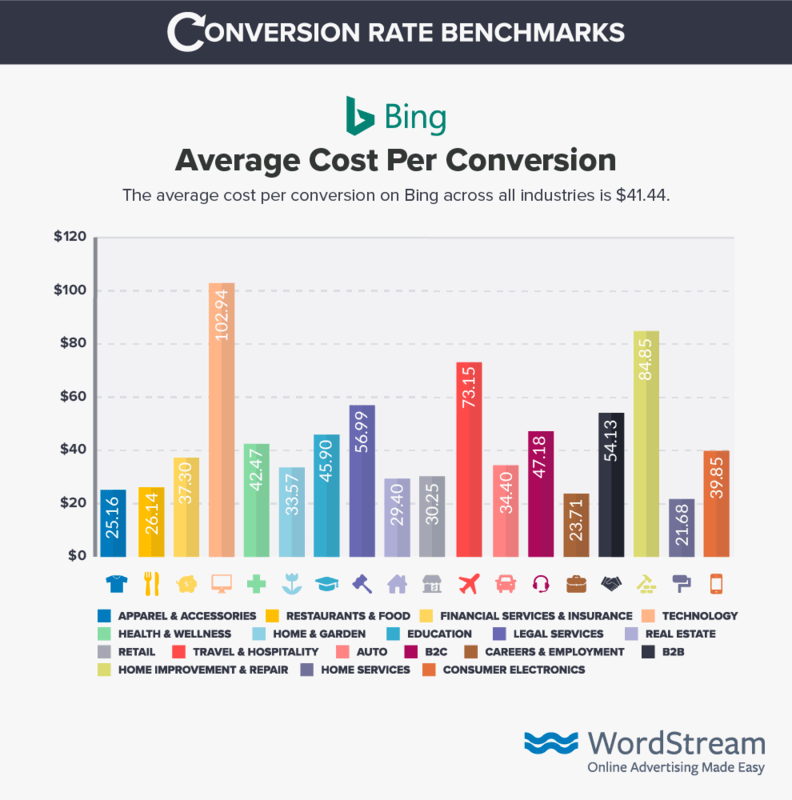 CONVERSION RATE BENCHMARKS
Bing
Average Cost Per Conversion
The average cost per conversion on Bing across all industries is $41.44.
$120
$100
$80
$60
$40
$20
$0
25.16
26.14
37.30
102.94
42.47
33.57
45.90
56.99
29.40
30.25
73.15
34.40
47.18
23.71
54.13
84.85
21.68
39.85
APPAREL & ACCESSORIES RESTAURANTS & FOOD FINANCIAL SERVICES & INSURANCE TECHNOLOGY
HEALTH & WELLNESS HOME & GARDEN EDUCATION LEGAL SERVICES REAL ESTATE
RETAIL TRAVEL & HOSPITALITY AUTO B2C CAREERS & EMPLOYMENT B2B
HOME IMPROVEMENT & REPAIR HOME SERVICES CONSUMER ELECTRONICS
WordStream
Online Advertising Made Easy